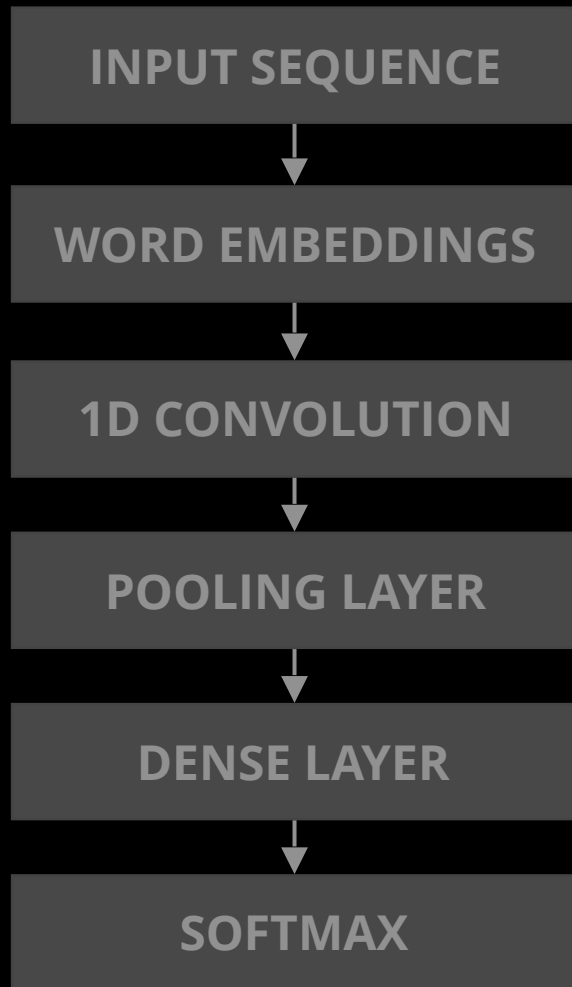 INPUT SEQUENCE
WORD EMBEDDINGS
1D CONVOLUTION
POOLING LAYER
DENSE LAYER
SOFTMAX